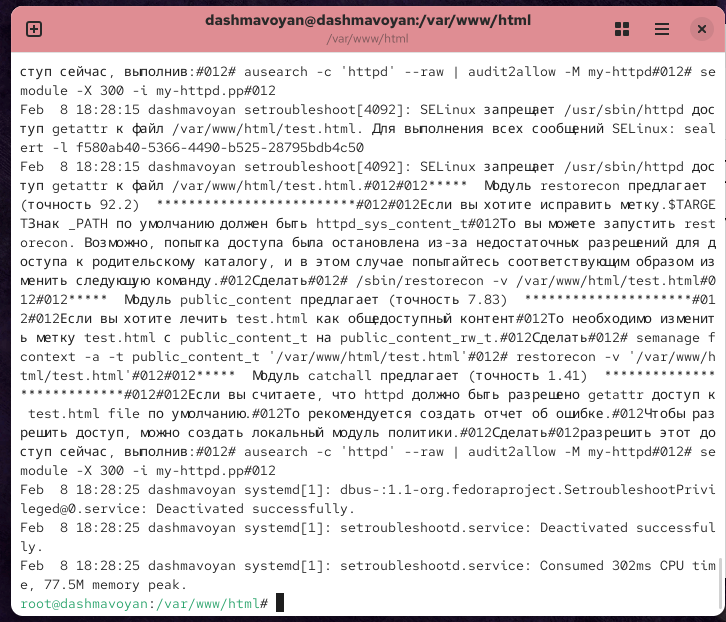 dashmavoyan@dashmavoyan:/var/www/html
/var/www/html
ступ сейчас, выполнив:#012# ausearch -c 'httpd' --raw | audit2allow -M my-httpd#012# se
module -X 300 -i my-httpd.pp#012
Feb  8 18:28:15 dashmavoyan setroubleshoot[4092]: SELinux запрещает /usr/sbin/httpd дос
туп getattr к файл /var/www/html/test.html. Для выполнения всех сообщений SELinux: seal
ert -l f580ab40-5366-4490-b525-28795bdb4c50
Feb  8 18:28:15 dashmavoyan setroubleshoot[4092]: SELinux запрещает /usr/sbin/httpd дос
туп getattr к файл /var/www/html/test.html.#012#012*****  Модуль restorecon предлагает
(точность 92.2)  ************************#012#012Если вы хотите исправить метку.$TARGE
TЗнак _PATH по умолчанию должен быть httpd_sys_content_t#012То вы можете запустить rest
orecon. Возможно, попытка доступа была остановлена из-за недостаточных разрешений для д
оступа к родительскому каталогу, и в этом случае попытайтесь соответствующим образом из
менить следующую команду.#012Сделать#012# /sbin/restorecon -v /var/www/html/test.html#0
12#012*****  Модуль public_content предлагает (точность 7.83)  *********************#01
2#012Если вы хотите лечить test.html как общедоступный контент#012То необходимо изменит
ь метку test.html с public_content_t на public_content_rw_t.#012Сделать#012# semanage f
context -a -t public_content_t '/var/www/html/test.html'#012# restorecon -v '/var/www/h
tml/test.html'#012#012*****  Модуль catchall предлагает (точность 1.41)  **************
*************#012#012Если вы считаете, что httpd должно быть разрешено getattr доступ к
 test.html file по умолчанию.#012То рекомендуется создать отчет об ошибке.#012Чтобы раз
решить доступ, можно создать локальный модуль политики.#012Сделать#012разрешить этот до
ступ сейчас, выполнив:#012# ausearch -c 'httpd' --raw | audit2allow -M my-httpd#012# se
module -X 300 -i my-httpd.pp#012
Feb  8 18:28:25 dashmavoyan systemd[1]: dbus-:1.1-org.fedoraproject.SetroubleshootPrivi
leged@0.service: Deactivated successfully.
Feb  8 18:28:25 dashmavoyan systemd[1]: setroubleshootd.service: Deactivated successful
ly.
Feb  8 18:28:25 dashmavoyan systemd[1]: setroubleshootd.service: Consumed 302ms CPU tim
e, 77.5M memory peak.
root@dashmavoyan:/var/www/html#